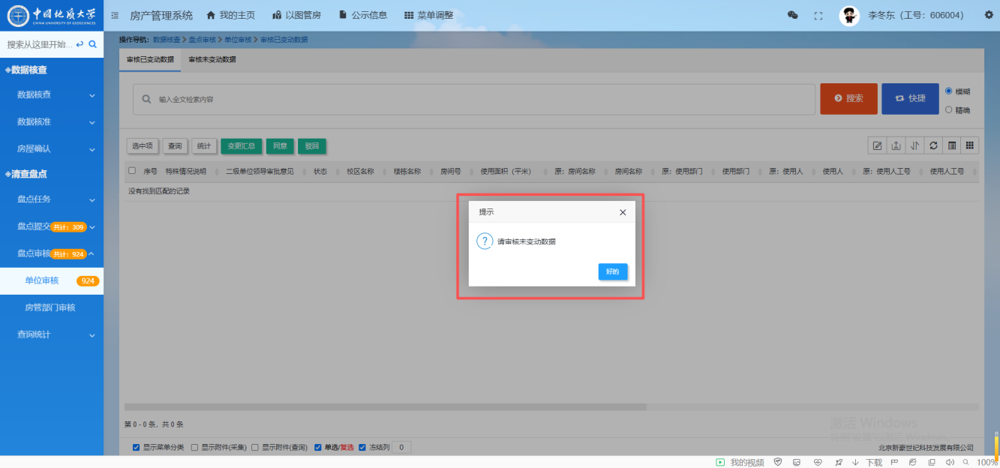 中国地质大学
CHINA UNIVERSITY OF GEOSCIENCES
房产管理系统 我的主页 以图管房 公示信息 菜单调整 李冬东（工号：606004）
搜索从这里开始...
操作导航: 数据核查 > 盘点审核 > 单位审核 > 审核已变动数据
审核已变动数据 审核未变动数据
数据核查
数据核查
数据核准
房屋确认
清查盘点
盘点任务
盘点提交 共计：309
盘点审核 共计：924
单位审核 924
房管部门审核
查询统计
输入全文检索内容
搜索 快捷
模糊
精确
选中项 查询 统计 变更汇总 同意 驳回
序号 特殊情况说明 二级单位领导审批意见 状态 校区名称 楼栋名称 房间号 使用面积（平米） 原：房间名称 房间名称 原：使用部门 使用部门 原：使用人 使用人 原：使用人工号 使用人工号
没有找到匹配的记录
提示
?
请审核未变动数据
好的
第 0 - 0 条，共 0 条
激活 Windows
显示菜单分类 显示附件(采集) 显示附件(查询) 单选/复选 冻结列 0
北京新豪世纪科技发展有限公司
我的视频 下载 100%